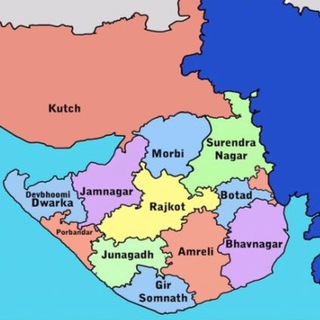 Kutch
Morbi
Surendra
Nagar
Devbhoomi
Dwarka
Jamnagar
Rajkot
Botad
Porbandar
Junagadh
Amreli
Bhavnagar
Gir
Somnath